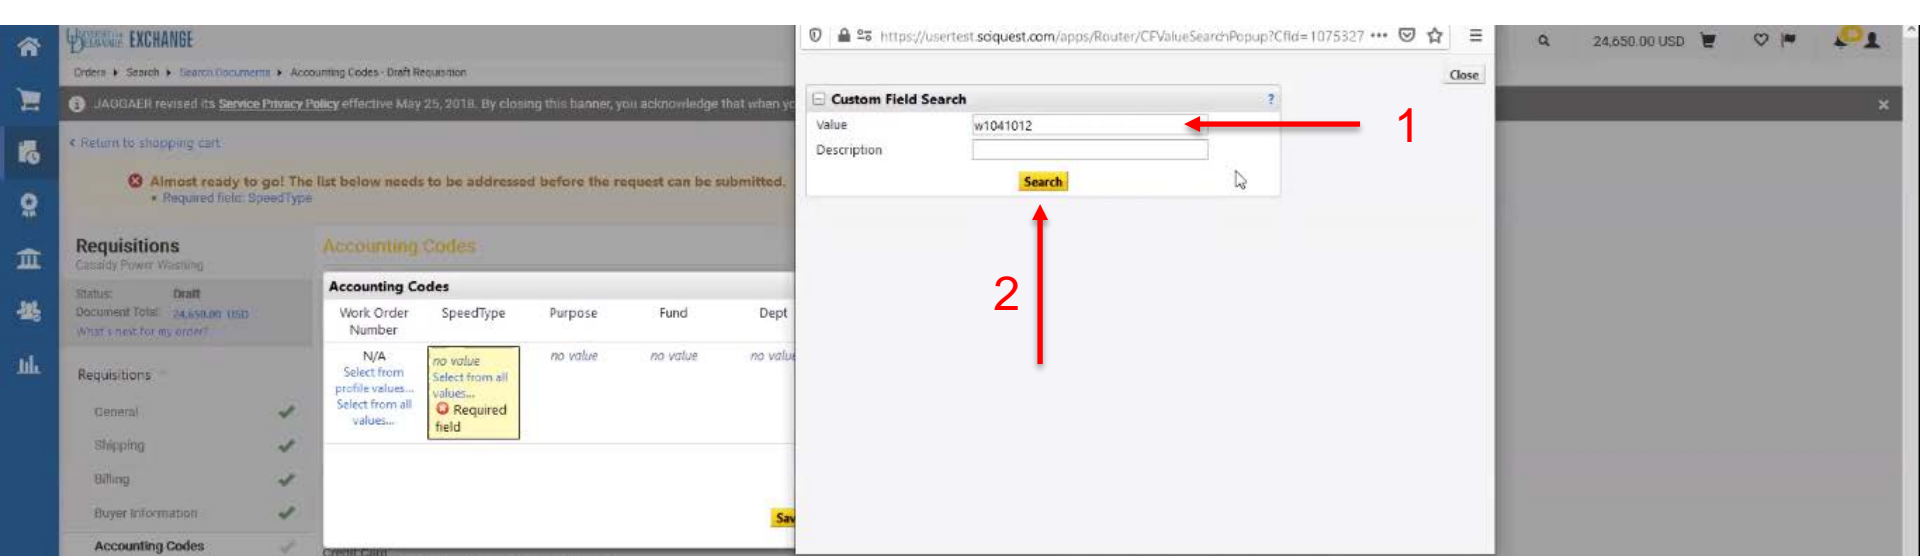 EXCHANGE
Orders > Search > Search Documents > Accounting Codes - Draft Requisition
JAGGAER revised its Service Privacy Policy effective May 25, 2018. By closing this banner, you acknowledge that when yo
< Return to shopping cart
Almost ready to go! The list below needs to be addressed before the request can be submitted.
• Required field: SpeedType
Requisitions
Cassidy Power Washing
Status: Draft
Document Total: 24,650.00 USD
What's next for my order?
Requisitions
General
Shipping
Billing
Buyer Information
Accounting Codes
Accounting Codes
Accounting Codes
Work Order Number
SpeedType
Purpose
Fund
Dept
N/A
Select from profile values...
Select from all values...
no value
Select from all values...
Required field
no value
no value
no valu
Sav
Credit Card
https://usertest.sciquest.com/apps/Router/CFValueSearchPopup?CfId=1075327 •••
Close
Custom Field Search
?
Value w1041012
Description
Search
1
2
24,650.00 USD